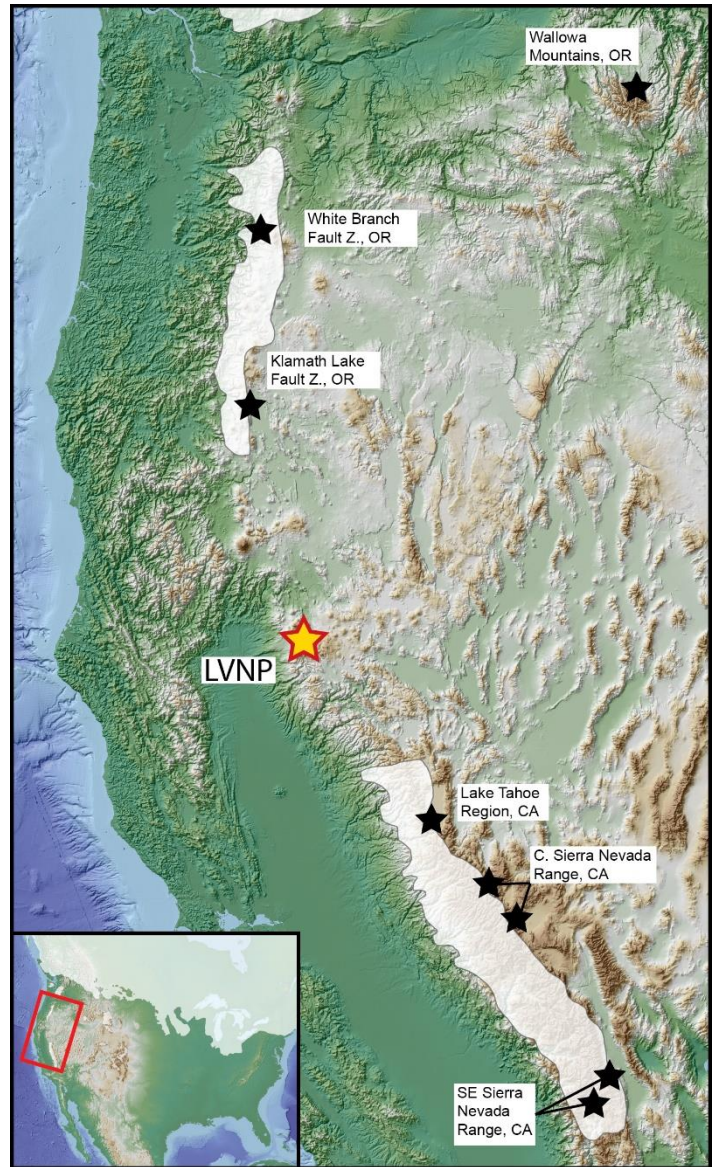 Wallowa
Mountains, OR
White Branch
Fault Z., OR
Klamath Lake
Fault Z., OR
LVNP
Lake Tahoe
Region, CA
C. Sierra Nevada
Range, CA
SE Sierra
Nevada
Range, CA